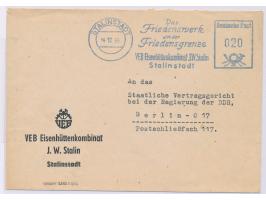 STALINSTADT
Das
Friedenswerk
an der
Friedensgrenze
VEB Eisenhüttenkombinat J.W. Stalin
Stalinstadt
Deutsche Post
020
An das
Staatliche Vertragsgericht
bei der Regierung der DDR,
Berlin-C 17
Postschließfach 117.
VEB Eisenhüttenkombinat
J. W. Stalin
Stalinstadt